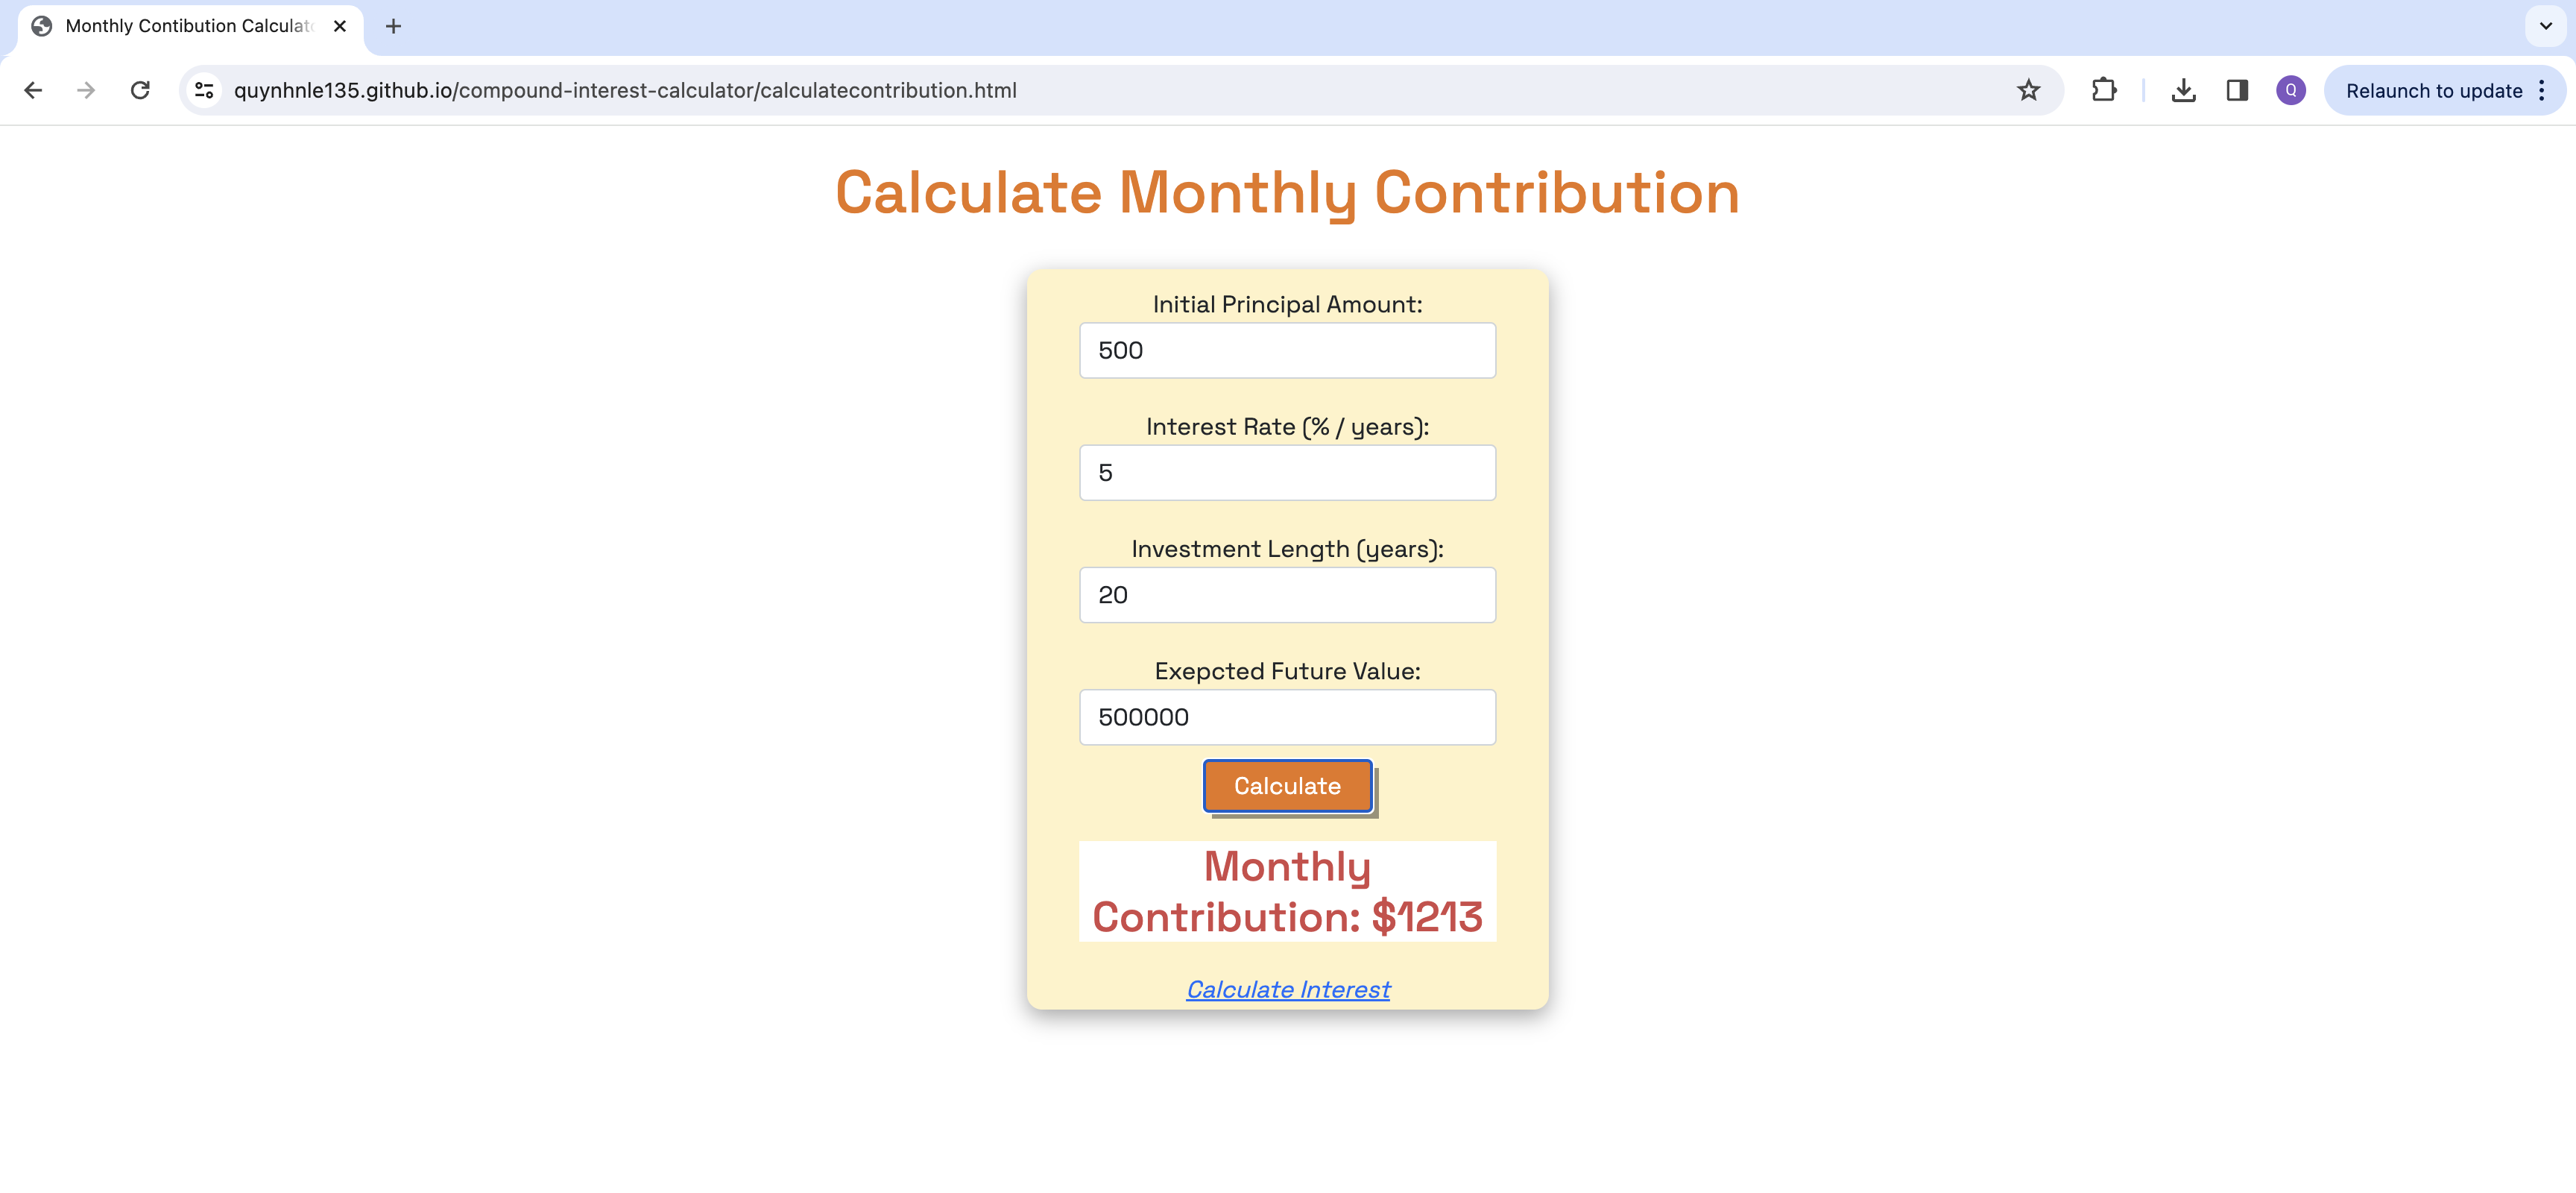 Monthly Contibution Calculat
quynhnle135.github.io/compound-interest-calculator/calculatecontribution.html
Q
Relaunch to update
Calculate Monthly Contribution
Initial Principal Amount:
500
Interest Rate (% / years):
5
Investment Length (years):
20
Exepcted Future Value:
500000
Calculate
Monthly
Contribution: $1213
Calculate Interest